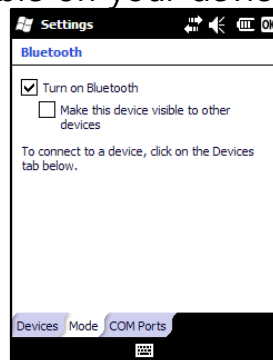 ble on your devic
Settings OK
Bluetooth
Turn on Bluetooth
Make this device visible to other
devices
To connect to a device, click on the Devices
tab below.
Devices Mode COM Ports